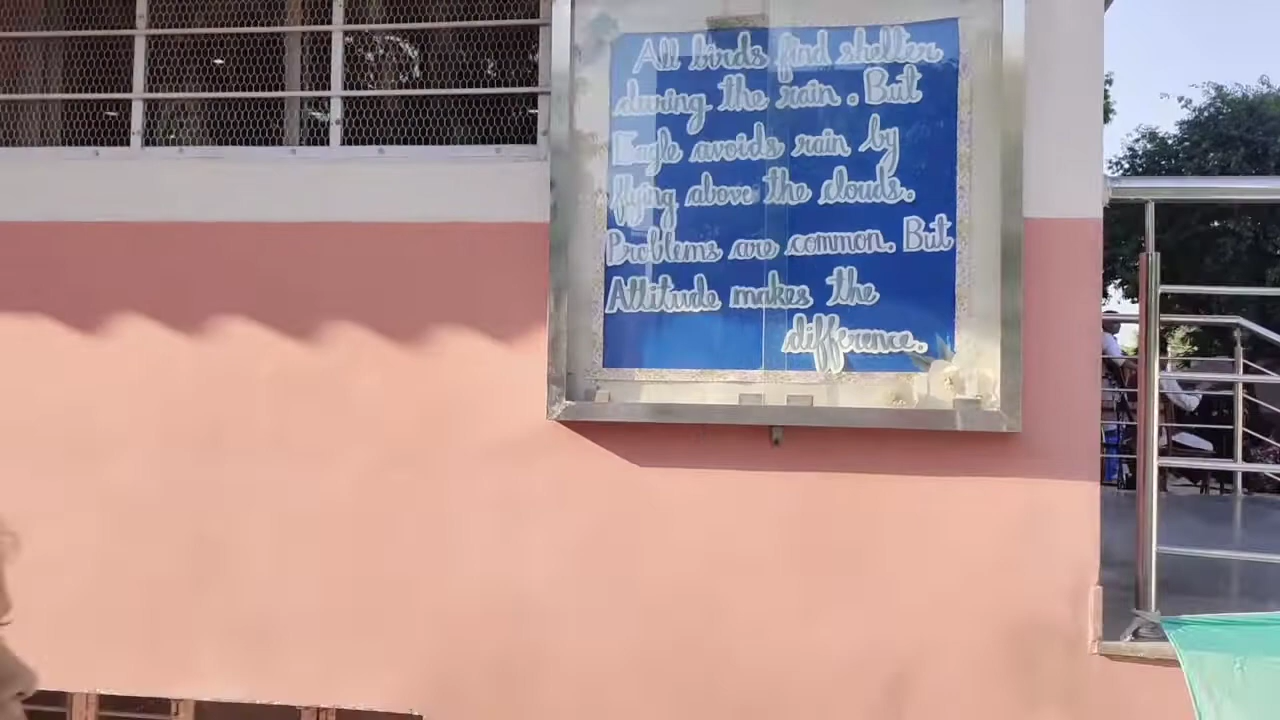 All birds find shelter
during the rain. But
Eagle avoids rain by
flying above the clouds.
Problems are common. But
Attitude makes the
difference.